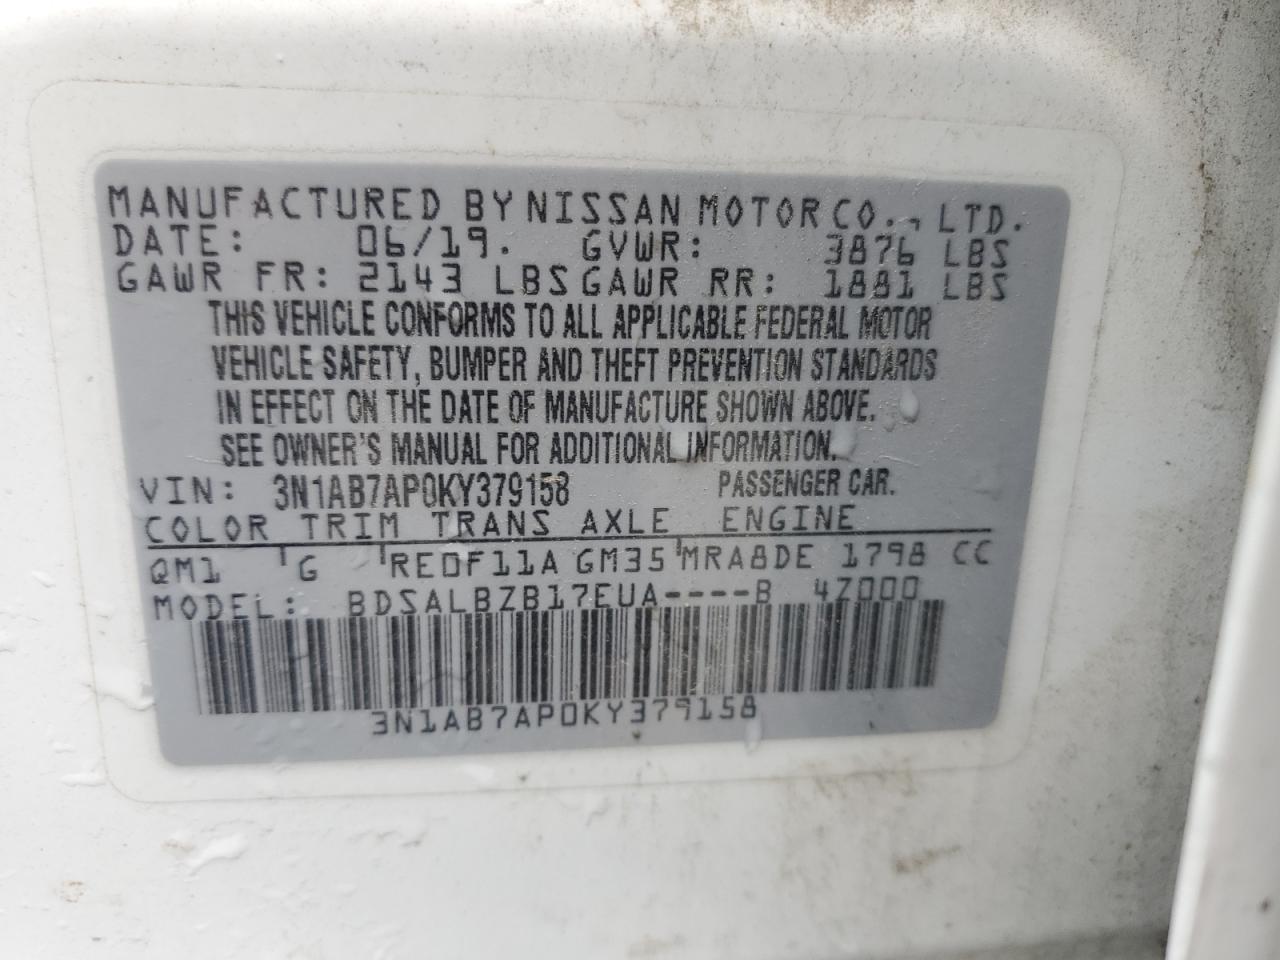 MANUFACTURED BY NISSAN MOTOR CO., LTD.
DATE: 06/19. GVWR: 3876 LBS
GAWR FR: 2143 LBS GAWR RR: 1881 LBS
THIS VEHICLE CONFORMS TO ALL APPLICABLE FEDERAL MOTOR
VEHICLE SAFETY, BUMPER AND THEFT PREVENTION STANDARDS
IN EFFECT ON THE DATE OF MANUFACTURE SHOWN ABOVE.
SEE OWNER'S MANUAL FOR ADDITIONAL INFORMATION.
VIN: 3N1AB7AP0KY379158 PASSENGER CAR.
COLOR TRIM TRANS AXLE ENGINE
QM1 G RE0F11A GM35 MRA8DE 1798 CC
MODEL: BDSALBZB17EUA----B 4Z000
3N1AB7AP0KY379158